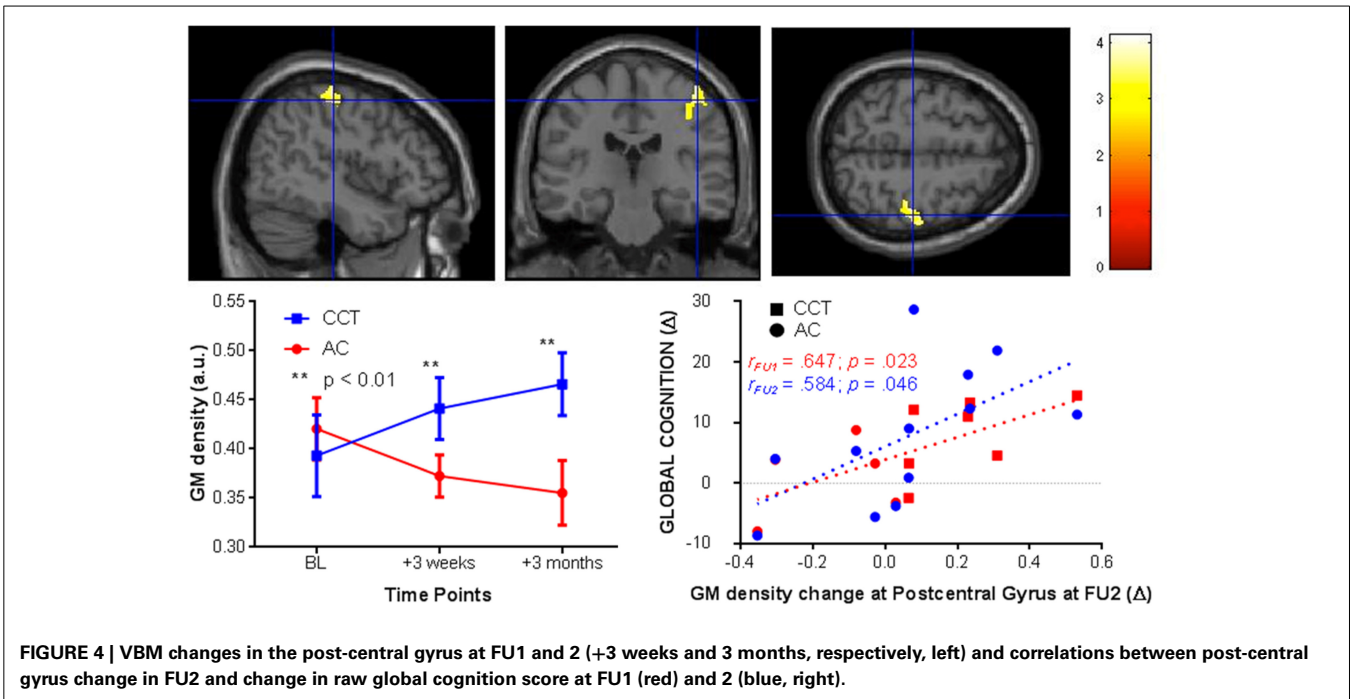 4
3
2
1
0
0.55
0.50
0.45
0.40
0.35
0.30
GM density (a.u.)
CCT
AC
** p < 0.01
**
**
BL
+3 weeks
+3 months
Time Points
30
20
10
0
-10
GLOBAL COGNITION (Δ)
CCT
AC
rFU1 = .647; p = .023
rFU2 = .584; p = .046
-0.4
-0.2
0.0
0.2
0.4
0.6
GM density change at Postcentral Gyrus at FU2 (Δ)
FIGURE 4 | VBM changes in the post-central gyrus at FU1 and 2 (+3 weeks and 3 months, respectively, left) and correlations between post-central
gyrus change in FU2 and change in raw global cognition score at FU1 (red) and 2 (blue, right).